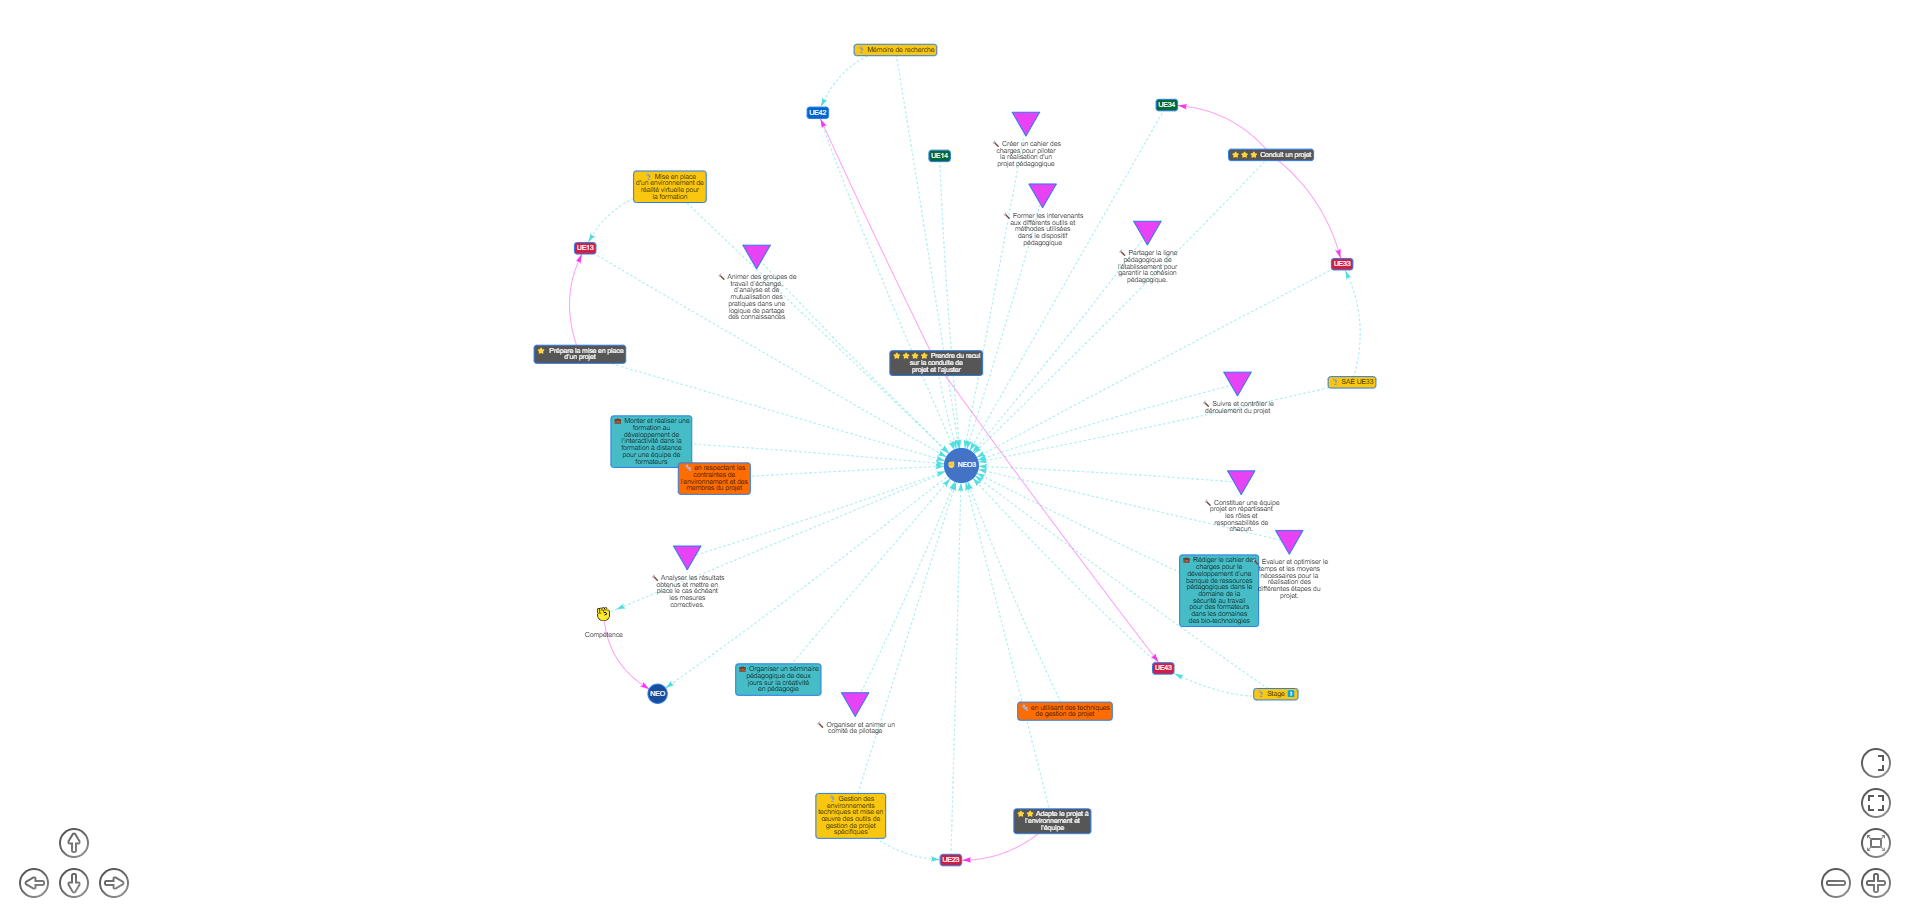 Mémoire de recherche
UE42
UE34
UE14
Créer un cahier des
charges pour piloter
la réalisation d'un
projet pédagogique
Conduit un projet
Mise en place
d'un environnement de
réalité virtuelle pour
la formation
Former les intervenants
aux différents outils et
méthodes utilisées
dans le dispositif
pédagogique
UE13
Partager la ligne
pédagogique de
l'établissement pour
garantir la cohésion
pédagogique.
UE33
Animer des groupes de
travail d'échange,
d'analyse et de
mutualisation des
pratiques dans une
logique de partage
des connaissances
Prépare la mise en place
d'un projet
Prendre du recul
sur la conduite de
projet et l'ajuster
SAE UE33
Suivre et contrôler le
déroulement du projet
Monter et réaliser une
formation au
développement de
l'interactivité dans la
formation à distance
pour une équipe de
formateurs
en respectant les
contraintes de
l'environnement et des
membres du projet
NEO3
Constituer une équipe
projet en répartissant
les rôles et
responsabilités de
chacun.
Rédiger le cahier des
charges pour le
développement d'une
banque de ressources
pédagogiques dans le
domaine de la
sécurité au travail
pour des formateurs
dans les domaines
des bio-technologies
Évaluer et optimiser le
temps et les moyens
nécessaires pour la
réalisation des
différentes étapes du
projet.
Analyser les résultats
obtenus et mettre en
place le cas échéant
les mesures
correctives.
Compétence
NEO
Organiser un séminaire
pédagogique de deux
jours sur la créativité
en pédagogie
UE43
Stage
Organiser et animer un
comité de pilotage
en utilisant des techniques
de gestion de projet
Gestion des
environnements
techniques et mise en
œuvre des outils de
gestion de projet
spécifiques
Adapte le projet à
l'environnement et
l'équipe
UE23